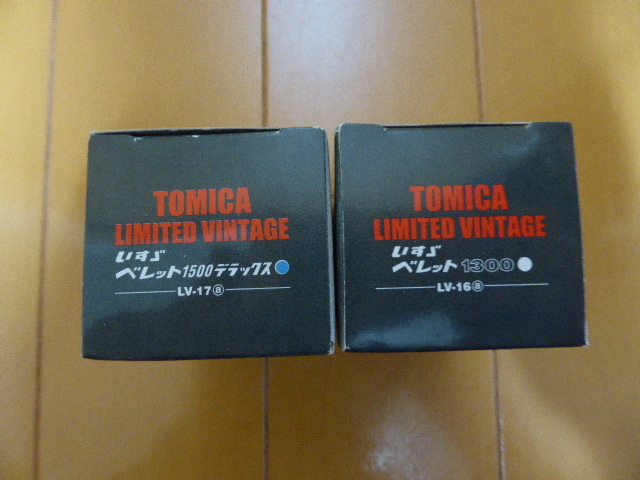 TOMICA
LIMITED VINTAGE
いすゞ
ベレット1500デラックス
LV-17ⓐ
TOMICA
LIMITED VINTAGE
いすゞ
ベレット1300
LV-16ⓐ